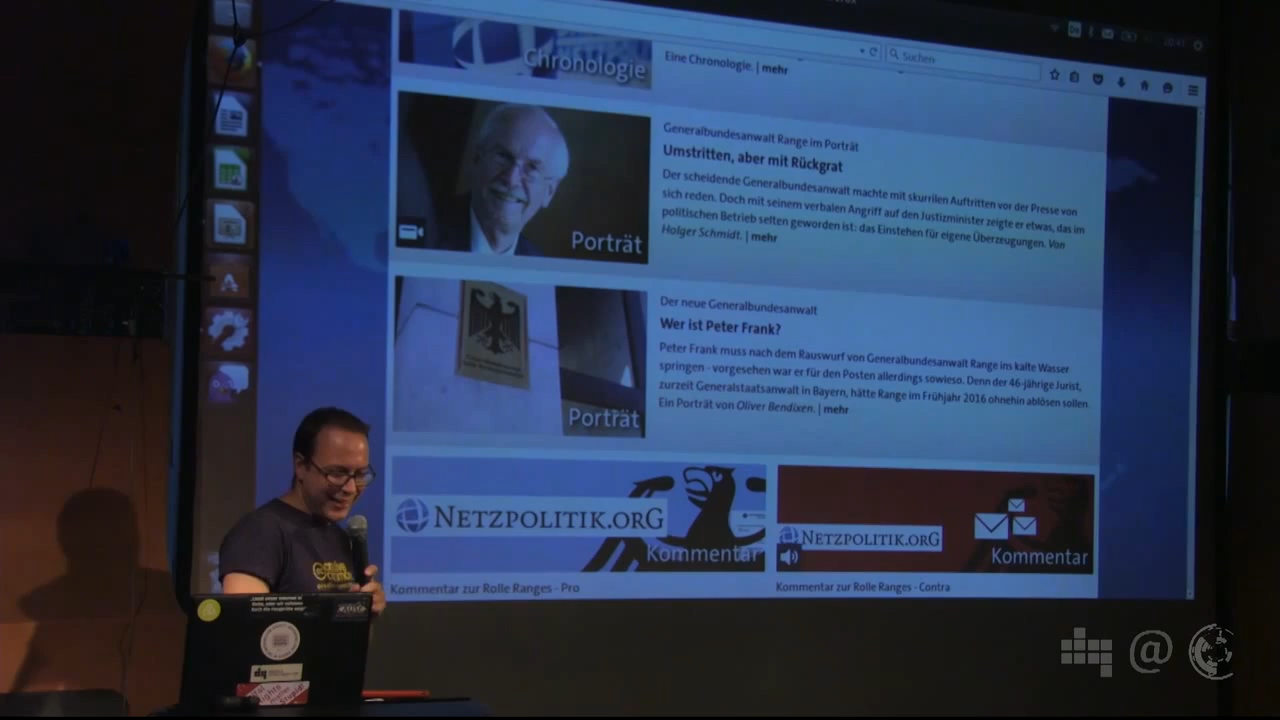 Suchen
Chronologie
Eine Chronologie. | mehr
Generalbundesanwalt Range im Porträt
Umstritten, aber mit Rückgrat
Der scheidende Generalbundesanwalt machte mit skurrilen Auftritten vor der Presse von
sich reden. Doch mit seinem verbalen Angriff auf den Justizminister zeigte er etwas, das im
politischen Betrieb selten geworden ist: das Einstehen für eigene Überzeugungen. Von
Holger Schmidt. | mehr
Porträt
Der neue Generalbundesanwalt
Wer ist Peter Frank?
Peter Frank muss nach dem Rauswurf von Generalbundesanwalt Range ins kalte Wasser
springen - vorgesehen war er für den Posten allerdings sowieso. Denn der 46-jährige Jurist,
zurzeit Generalstaatsanwalt in Bayern, hätte Range im Frühjahr 2016 ohnehin ablösen sollen.
Ein Porträt von Oliver Bendixen. | mehr
Porträt
NETZPOLITIK.ORG
Kommentar
NETZPOLITIK.ORG
Kommentar
Kommentar zur Rolle Ranges - Pro
Kommentar zur Rolle Ranges - Contra
dq @